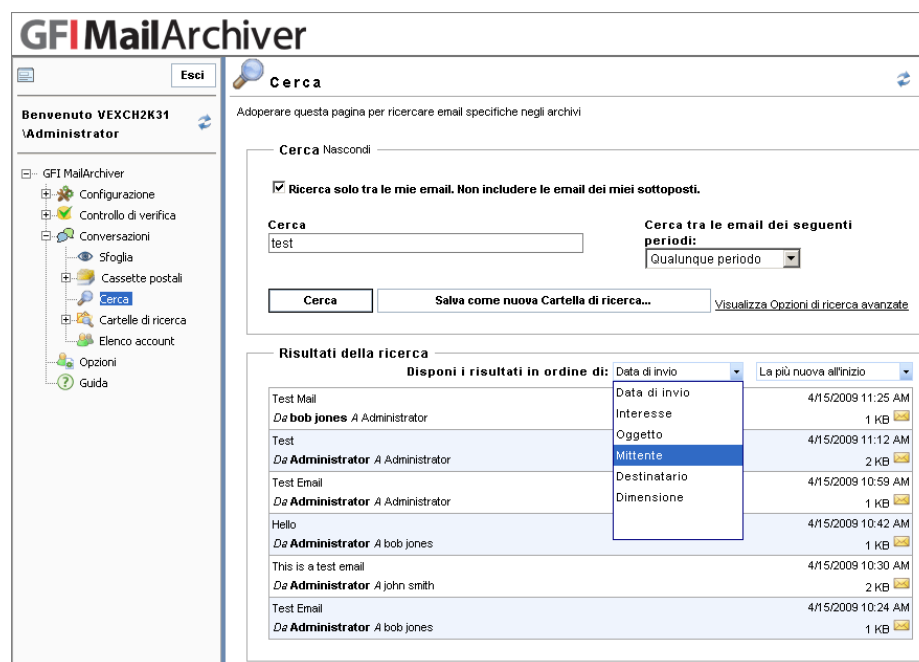 GFI MailArchiver
Esci
Benvenuto VEXCH2K31
\Administrator
GFI MailArchiver
Configurazione
Controllo di verifica
Conversazioni
Sfoglia
Cassette postali
Cerca
Cartelle di ricerca
Elenco account
Opzioni
Guida
Cerca
Adoperare questa pagina per ricercare email specifiche negli archivi
Cerca Nascondi
Ricerca solo tra le mie email. Non includere le email dei miei sottoposti.
Cerca
test
Cerca tra le email dei seguenti
periodi:
Qualunque periodo
Cerca
Salva come nuova Cartella di ricerca...
Visualizza Opzioni di ricerca avanzate
Risultati della ricerca
Disponi i risultati in ordine di: Data di invio La più nuova all'inizio
Data di invio
Interesse
Oggetto
Mittente
Destinatario
Dimensione
Test Mail 4/15/2009 11:25 AM
Da bob jones A Administrator 1 KB
Test 4/15/2009 11:12 AM
Da Administrator A Administrator 2 KB
Test Email 4/15/2009 10:59 AM
Da Administrator A Administrator 1 KB
Hello 4/15/2009 10:42 AM
Da Administrator A bob jones 1 KB
This is a test email 4/15/2009 10:30 AM
Da Administrator A john smith 2 KB
Test Email 4/15/2009 10:24 AM
Da Administrator A bob jones 1 KB